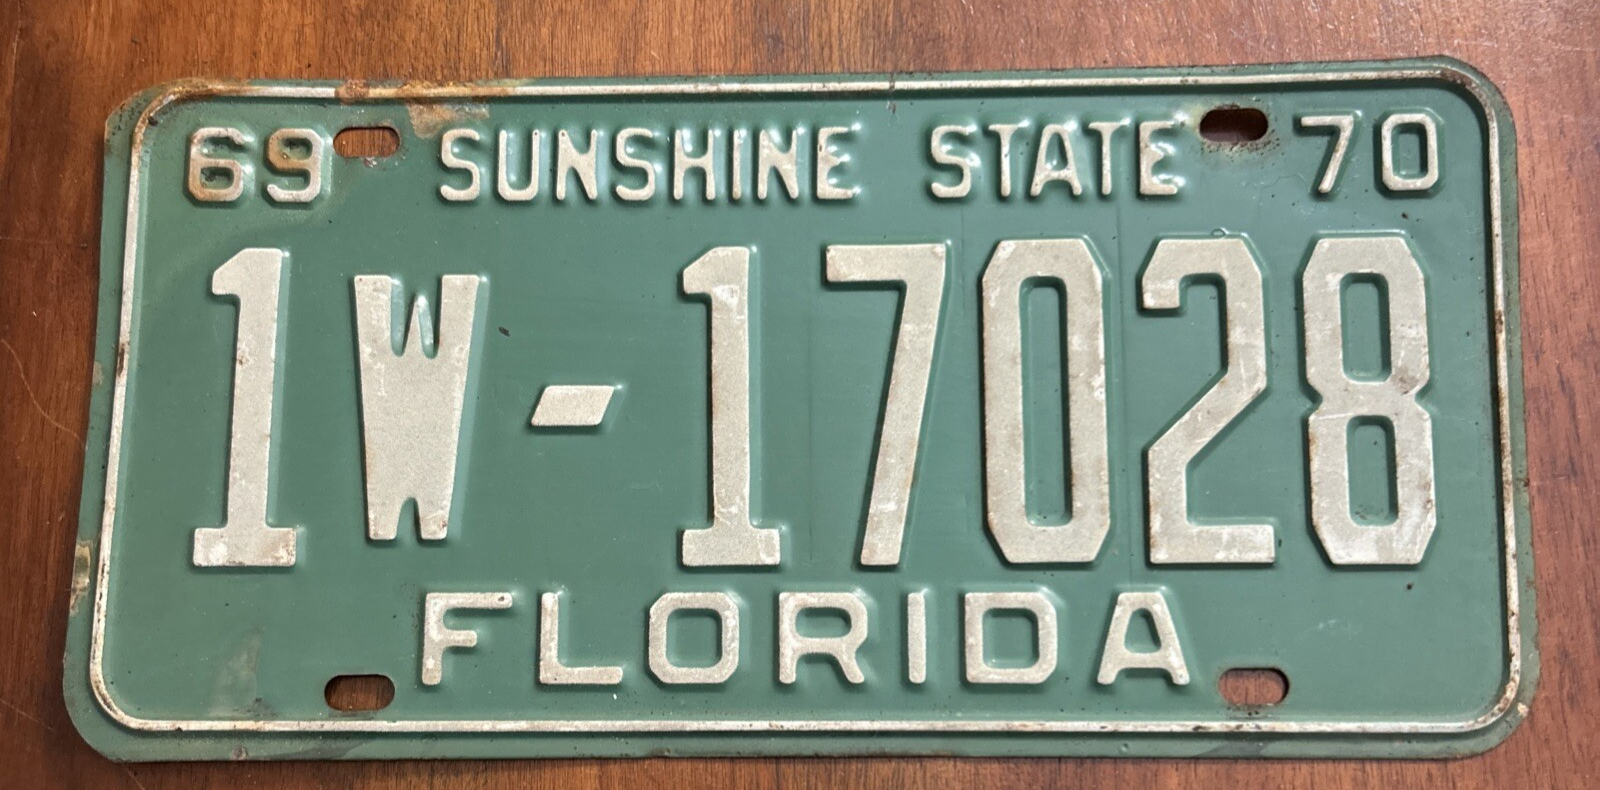 69 SUNSHINE STATE 70
1W-17028
FLORIDA